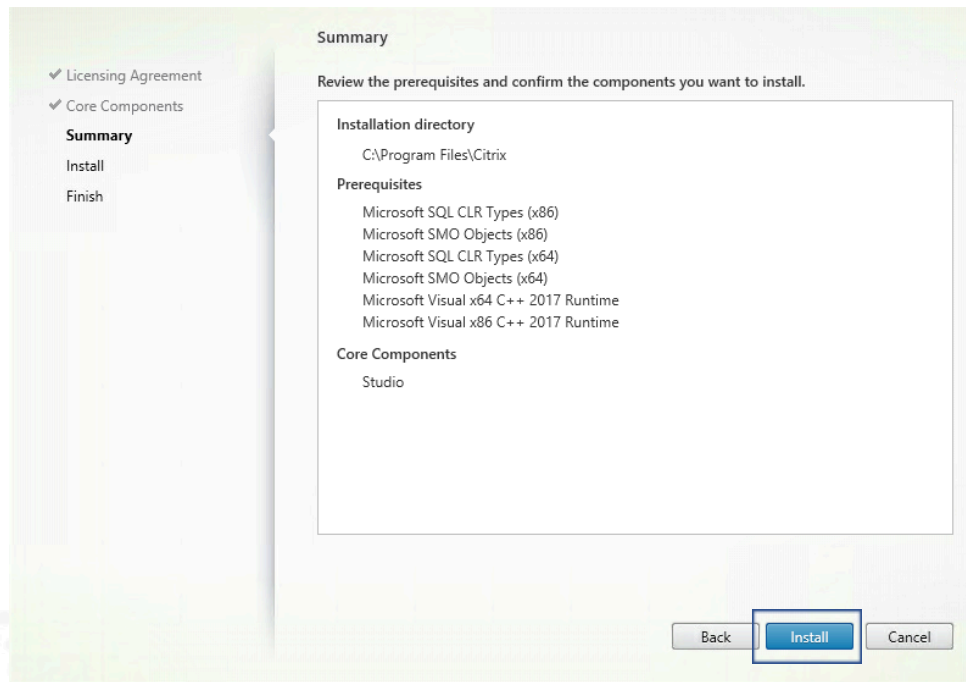 Summary
Licensing Agreement
Core Components
Summary
Install
Finish
Review the prerequisites and confirm the components you want to install.
Installation directory
C:\Program Files\Citrix
Prerequisites
Microsoft SQL CLR Types (x86)
Microsoft SMO Objects (x86)
Microsoft SQL CLR Types (x64)
Microsoft SMO Objects (x64)
Microsoft Visual x64 C++ 2017 Runtime
Microsoft Visual x86 C++ 2017 Runtime
Core Components
Studio
Back
Install
Cancel